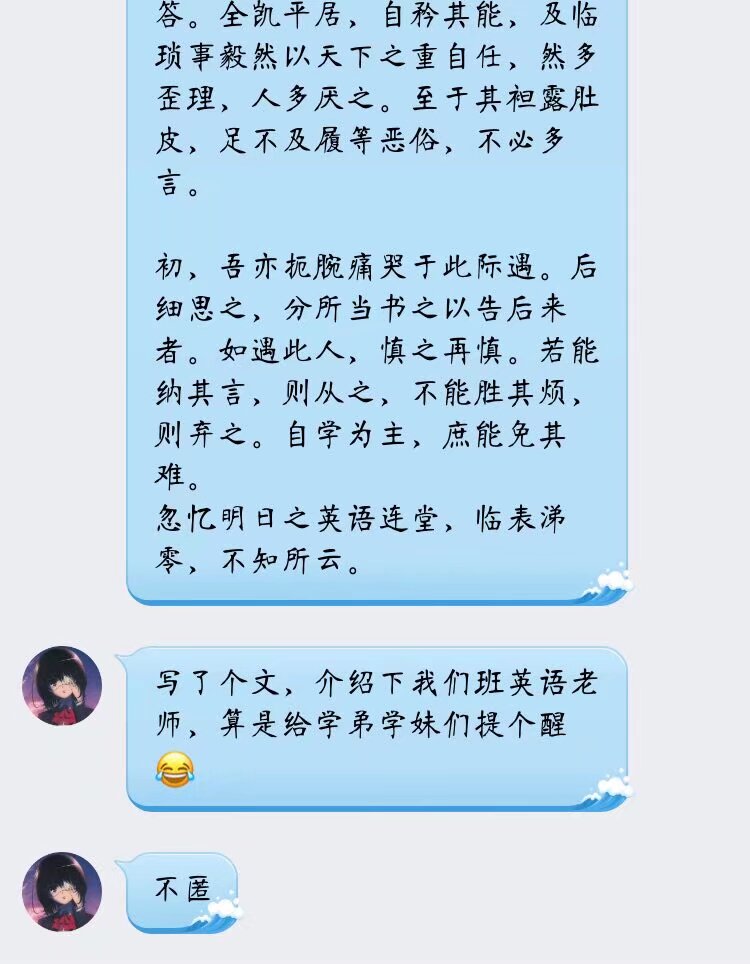 答。全凯平居，自矜其能，及临
琐事毅然以天下之重自任，然多
歪理，人多厌之。至于其袒露肚
皮，足不及履等恶俗，不必多
言。
初，吾亦扼腕痛哭于此际遇。后
细思之，分所当书之以告后来
者。如遇此人，慎之再慎。若能
纳其言，则从之，不能胜其烦，
则弃之。自学为主，庶能免其
难。
忽忆明日之英语连堂，临表涕
零，不知所云。
写了个文，介绍下我们班英语老
师，算是给学弟学妹们提个醒
😂
不匿